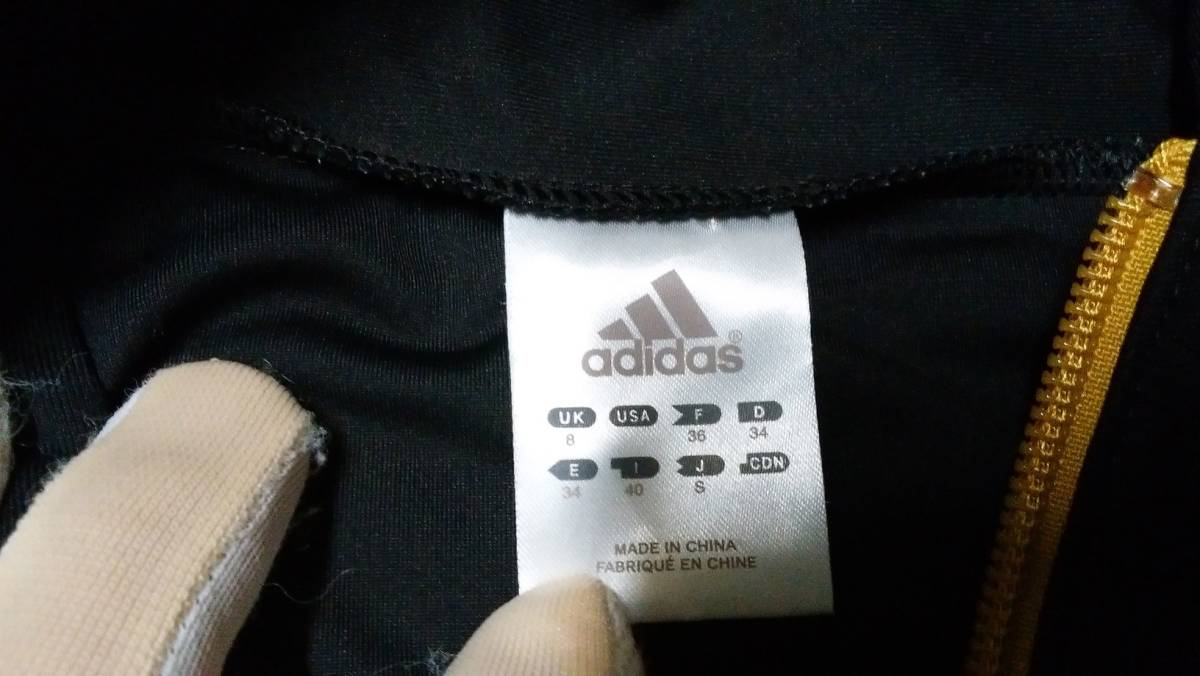 adidas®
UK USA F D
8 36 34
E I J CDN
34 40 S
MADE IN CHINA
FABRIQUÉ EN CHINE